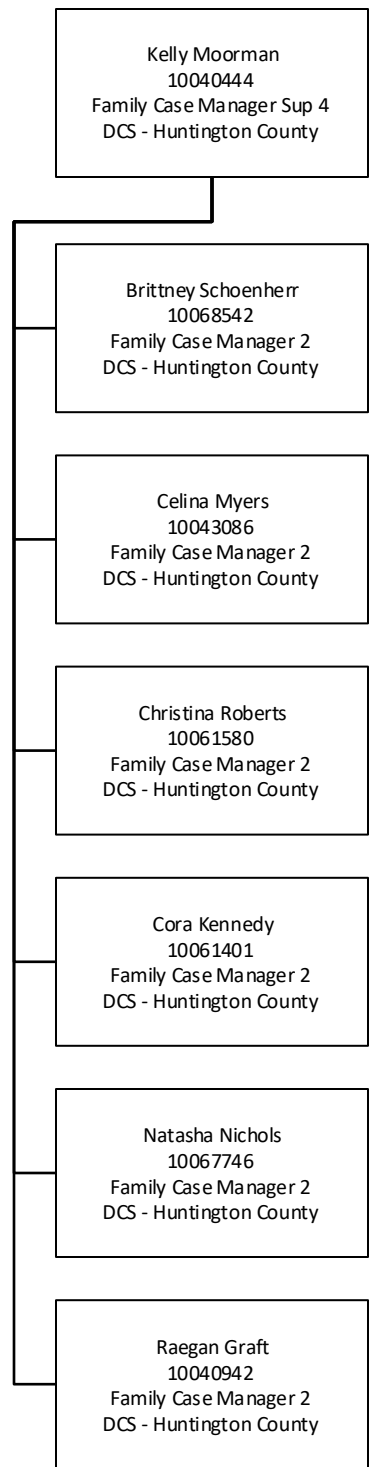 Kelly Moorman
10040444
Family Case Manager Sup 4
DCS - Huntington County
Brittney Schoenherr
10068542
Family Case Manager 2
DCS - Huntington County
Celina Myers
10043086
Family Case Manager 2
DCS - Huntington County
Christina Roberts
10061580
Family Case Manager 2
DCS - Huntington County
Cora Kennedy
10061401
Family Case Manager 2
DCS - Huntington County
Natasha Nichols
10067746
Family Case Manager 2
DCS - Huntington County
Raegan Graft
10040942
Family Case Manager 2
DCS - Huntington County